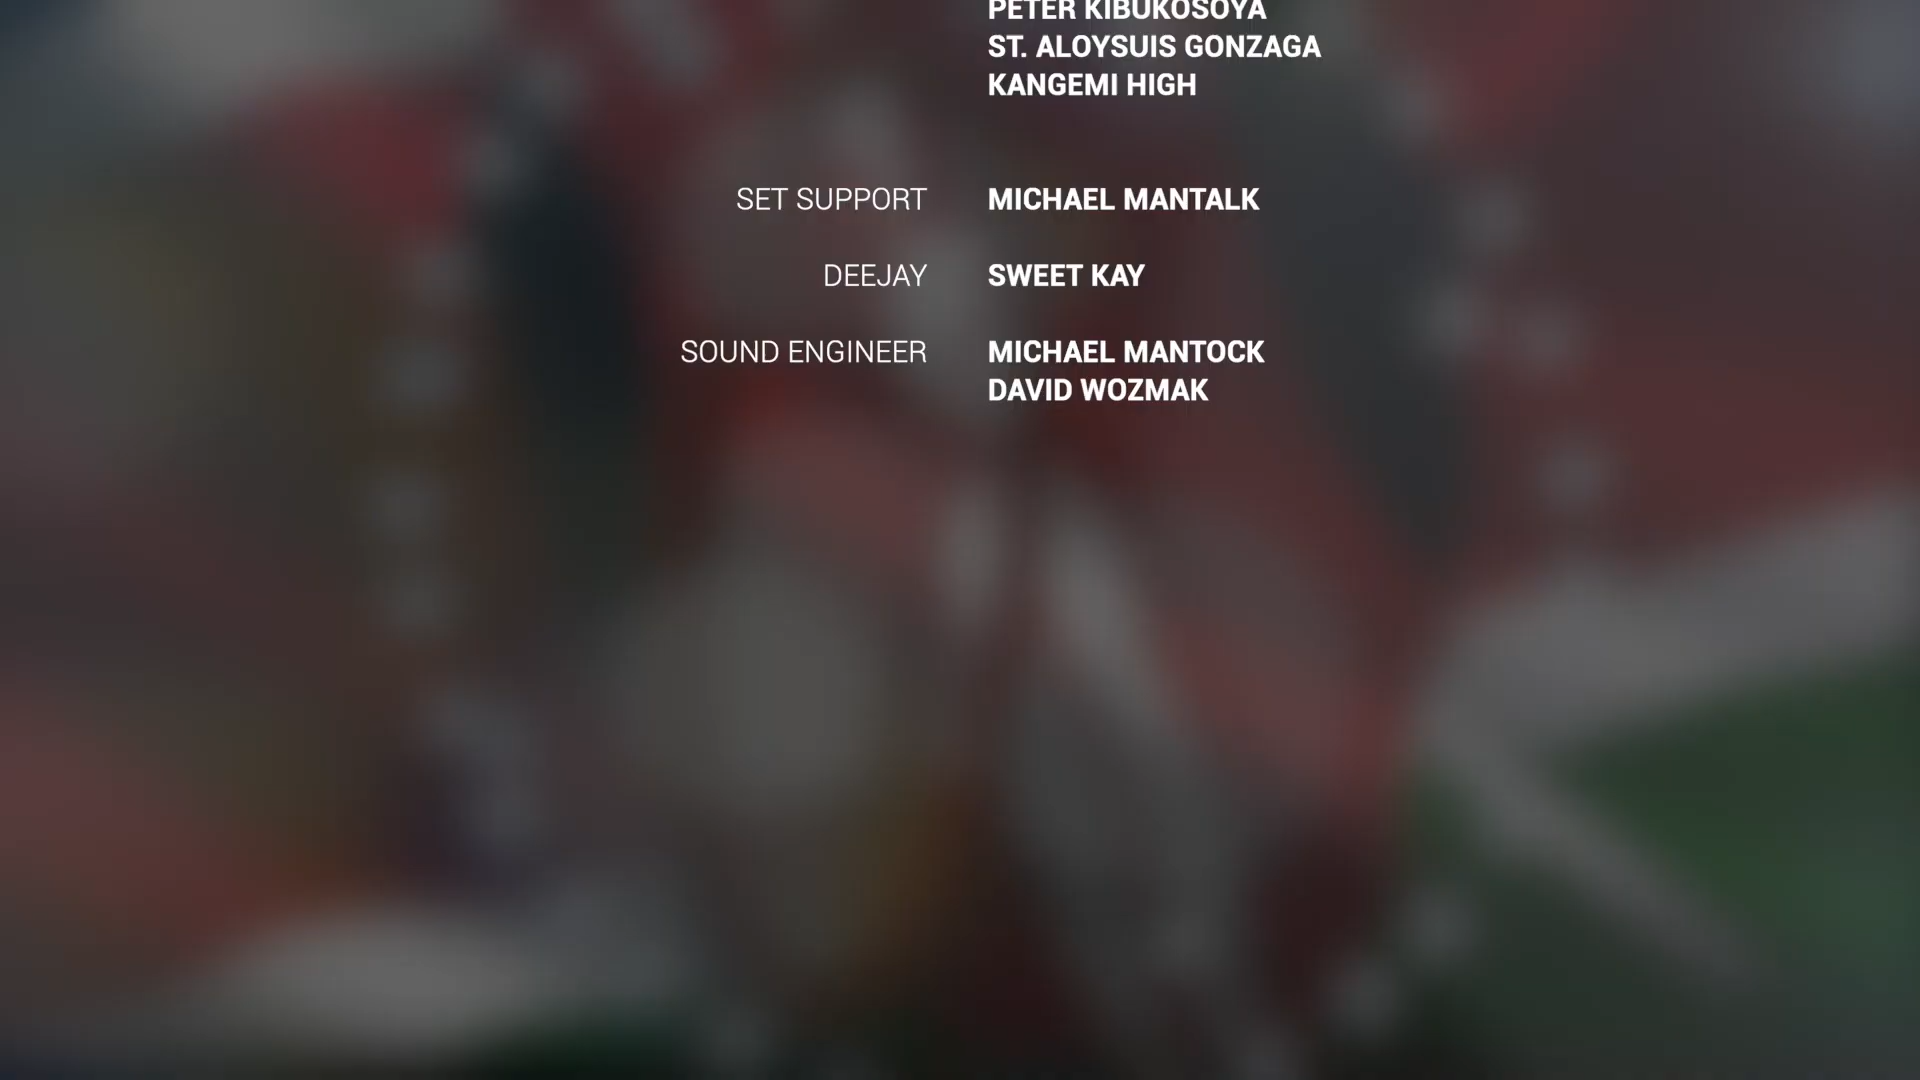 PETER KIBUKOSOYA
ST. ALOYSUIS GONZAGA
KANGEMI HIGH
SET SUPPORT MICHAEL MANTALK
DEEJAY SWEET KAY
SOUND ENGINEER MICHAEL MANTOCK
DAVID WOZMAK